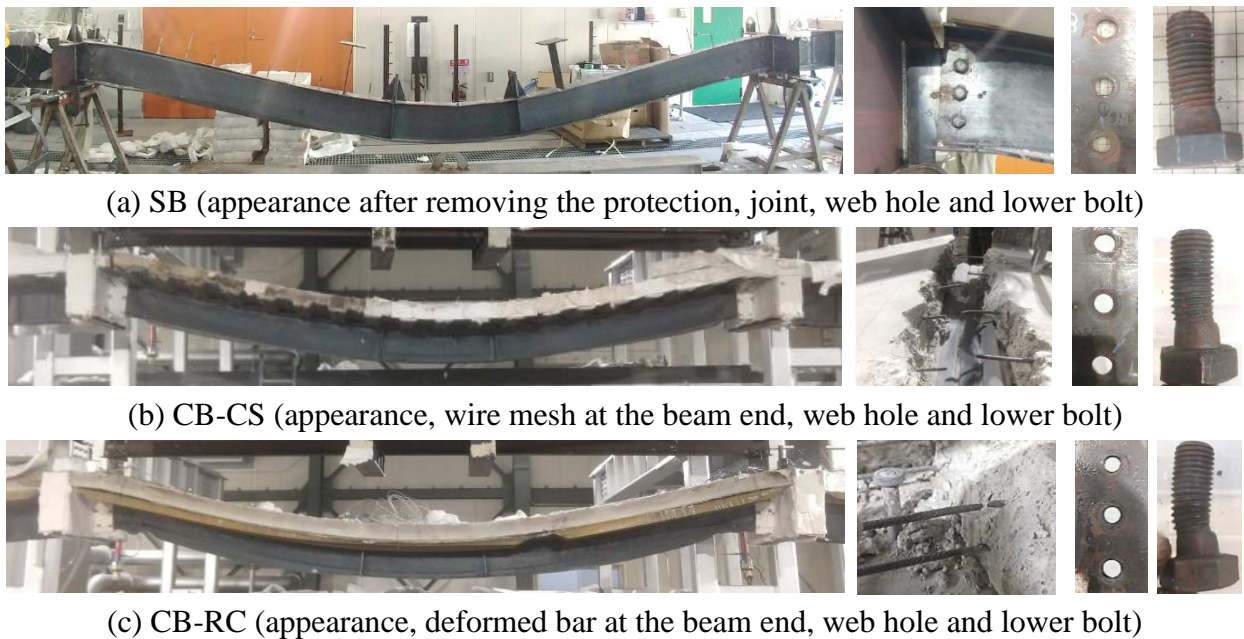 (a) SB (appearance after removing the protection, joint, web hole and lower bolt)
(b) CB-CS (appearance, wire mesh at the beam end, web hole and lower bolt)
(c) CB-RC (appearance, deformed bar at the beam end, web hole and lower bolt)